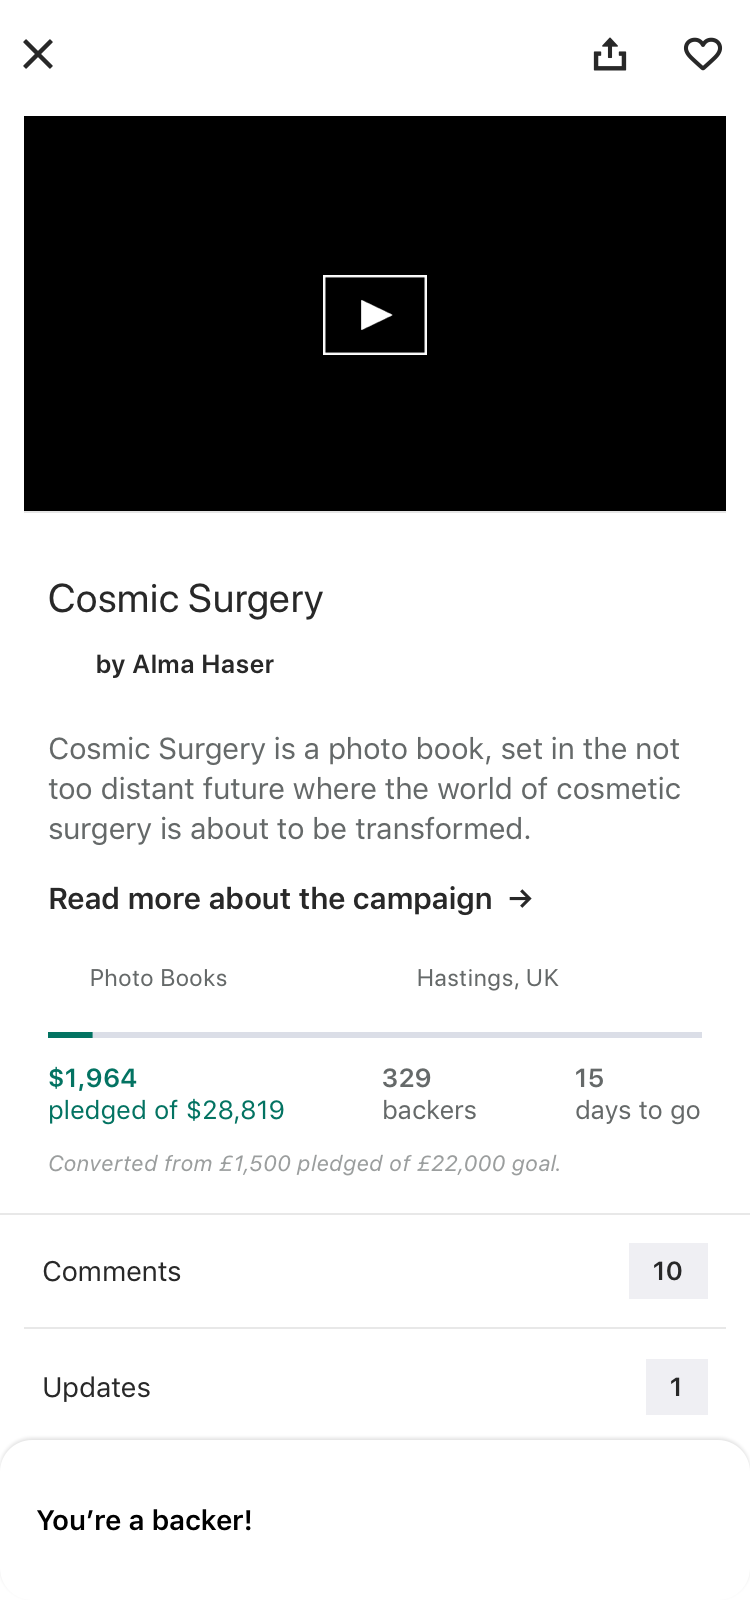 Cosmic Surgery
by Alma Haser
Cosmic Surgery is a photo book, set in the not
too distant future where the world of cosmetic
surgery is about to be transformed.
Read more about the campaign →
Photo Books
Hastings, UK
$1,964
pledged of $28,819
329
backers
15
days to go
Converted from £1,500 pledged of £22,000 goal.
Comments
10
Updates
1
You’re a backer!